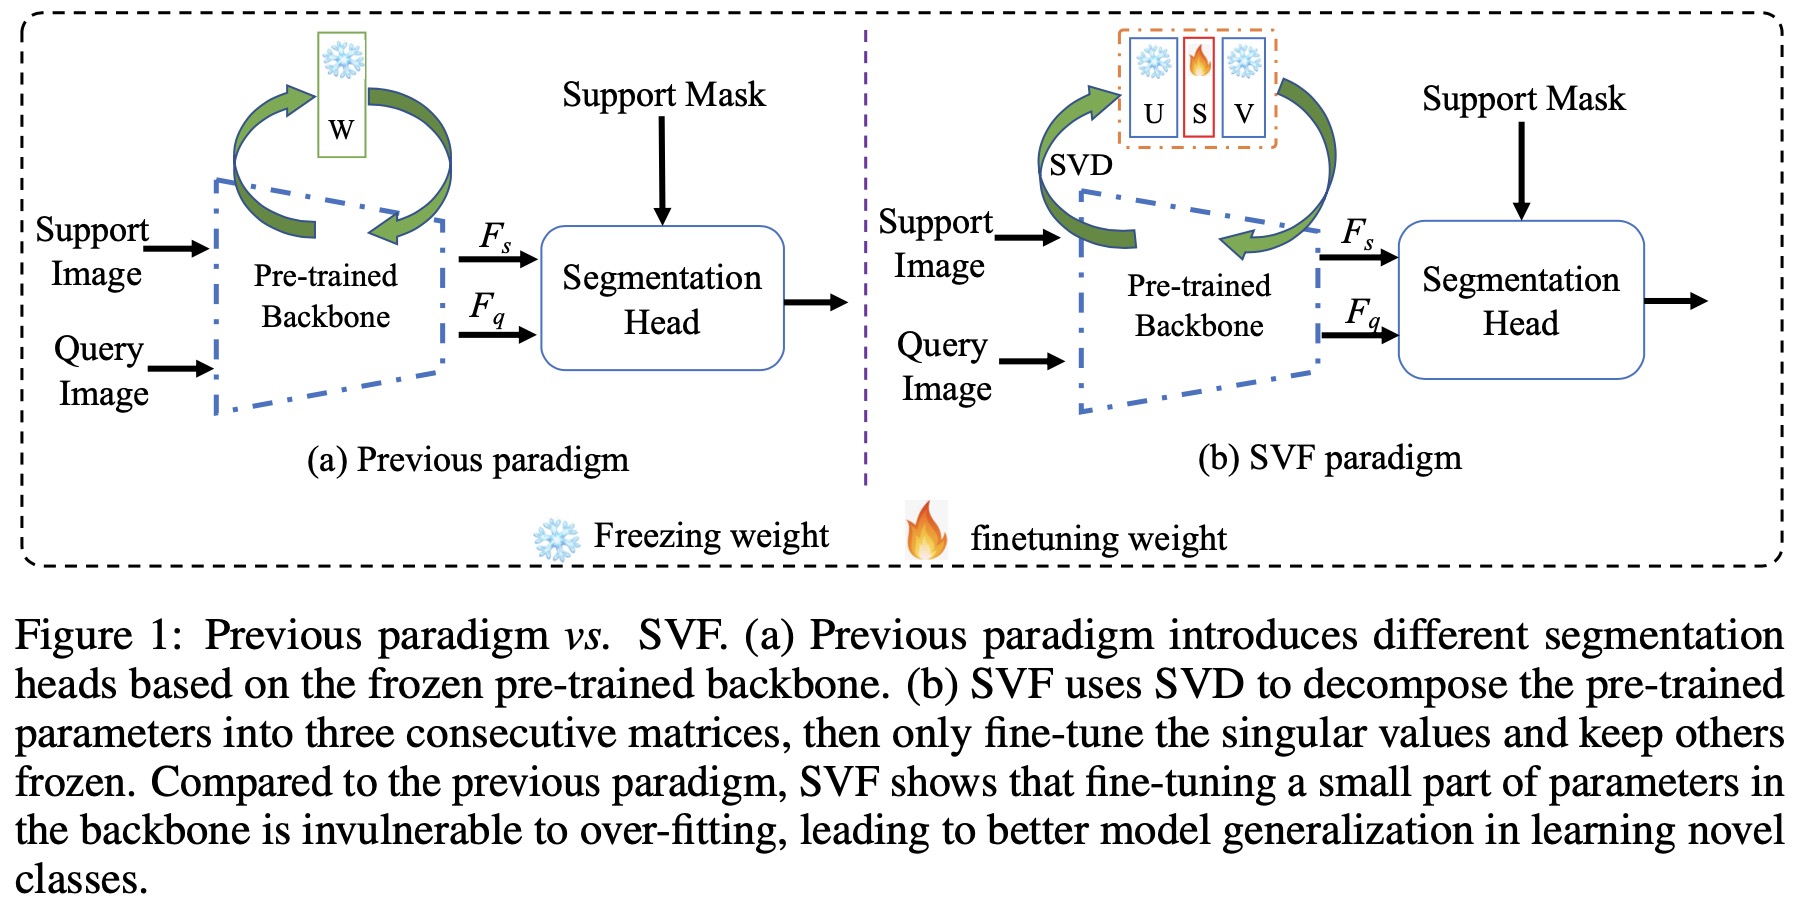 W
Support Mask
Support
Image
Query
Image
Pre-trained
Backbone
Fs
Fq
Segmentation
Head
(a) Previous paradigm
U S V
SVD
Support Mask
Support
Image
Query
Image
Pre-trained
Backbone
Fs
Fq
Segmentation
Head
(b) SVF paradigm
Freezing weight
finetuning weight
Figure 1: Previous paradigm vs. SVF. (a) Previous paradigm introduces different segmentation
heads based on the frozen pre-trained backbone. (b) SVF uses SVD to decompose the pre-trained
parameters into three consecutive matrices, then only fine-tune the singular values and keep others
frozen. Compared to the previous paradigm, SVF shows that fine-tuning a small part of parameters in
the backbone is invulnerable to over-fitting, leading to better model generalization in learning novel
classes.